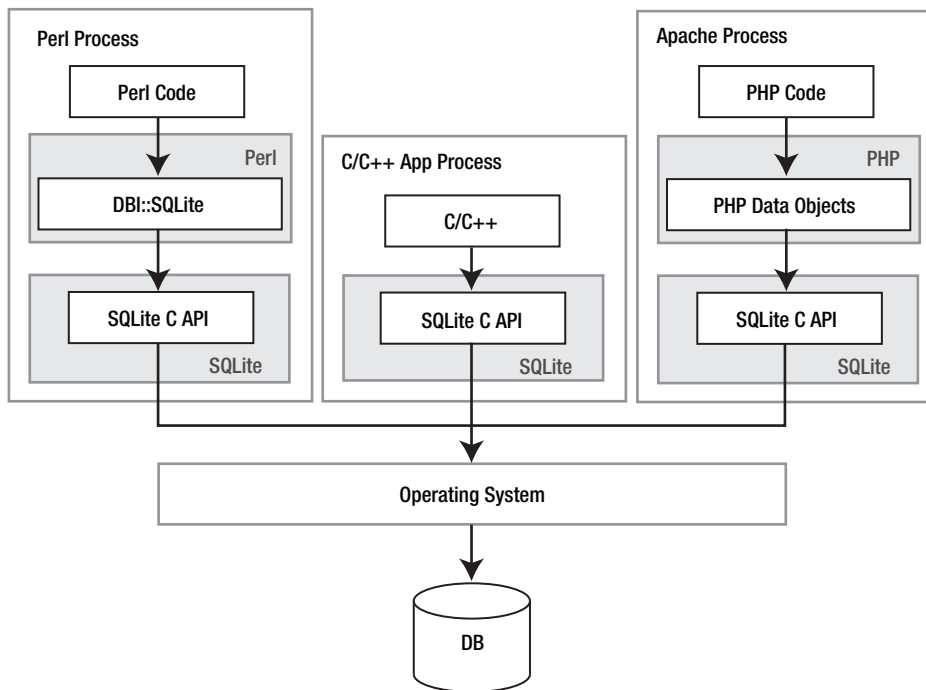 Perl Process
Perl Code
Perl
DBI::SQLite
SQLite C API
SQLite
C/C++ App Process
C/C++
SQLite C API
SQLite
Apache Process
PHP Code
PHP
PHP Data Objects
SQLite C API
SQLite
Operating System
DB